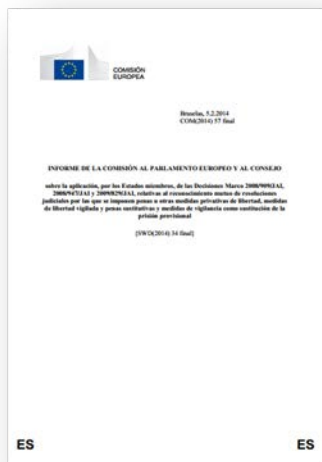 COMISIÓN
EUROPEA
Bruselas, 5.2.2014
COM(2014) 57 final
INFORME DE LA COMISIÓN AL PARLAMENTO EUROPEO Y AL CONSEJO
sobre la aplicación, por los Estados miembros, de las Decisiones Marco 2008/909/JAI,
2008/947/JAI y 2009/829/JAI, relativas al reconocimiento mutuo de resoluciones
judiciales por las que se imponen penas u otras medidas privativas de libertad, medidas
de libertad vigilada y penas sustitutivas y medidas de vigilancia como sustitución de la
prisión provisional
[SWD(2014) 34 final]
ES ES